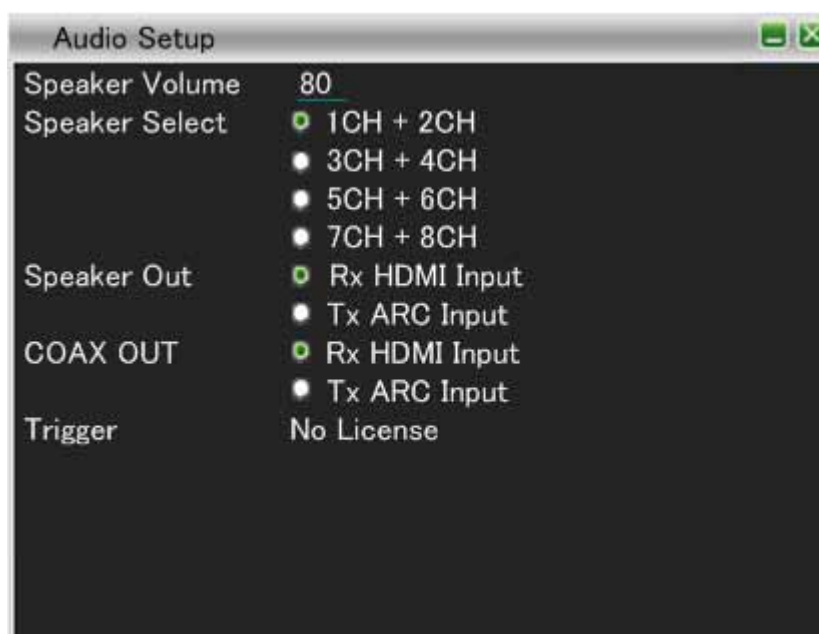 Audio Setup
Speaker Volume 80
Speaker Select 1CH + 2CH
3CH + 4CH
5CH + 6CH
7CH + 8CH
Speaker Out Rx HDMI Input
Tx ARC Input
COAX OUT Rx HDMI Input
Tx ARC Input
Trigger No License